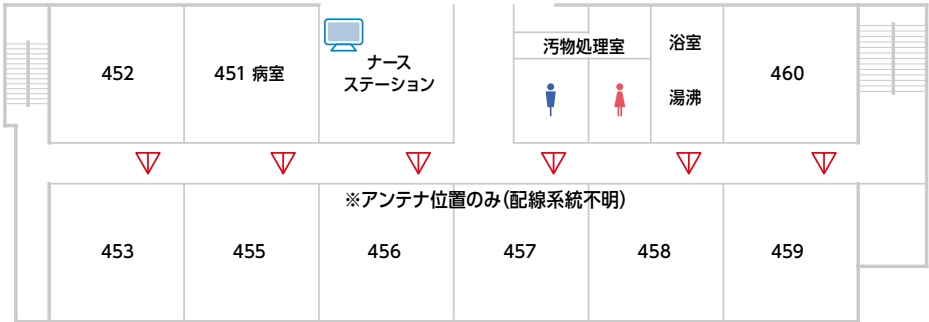 452
451 病室
ナース
ステーション
汚物処理室
浴室
湯沸
460
※アンテナ位置のみ（配線系統不明）
453
455
456
457
458
459